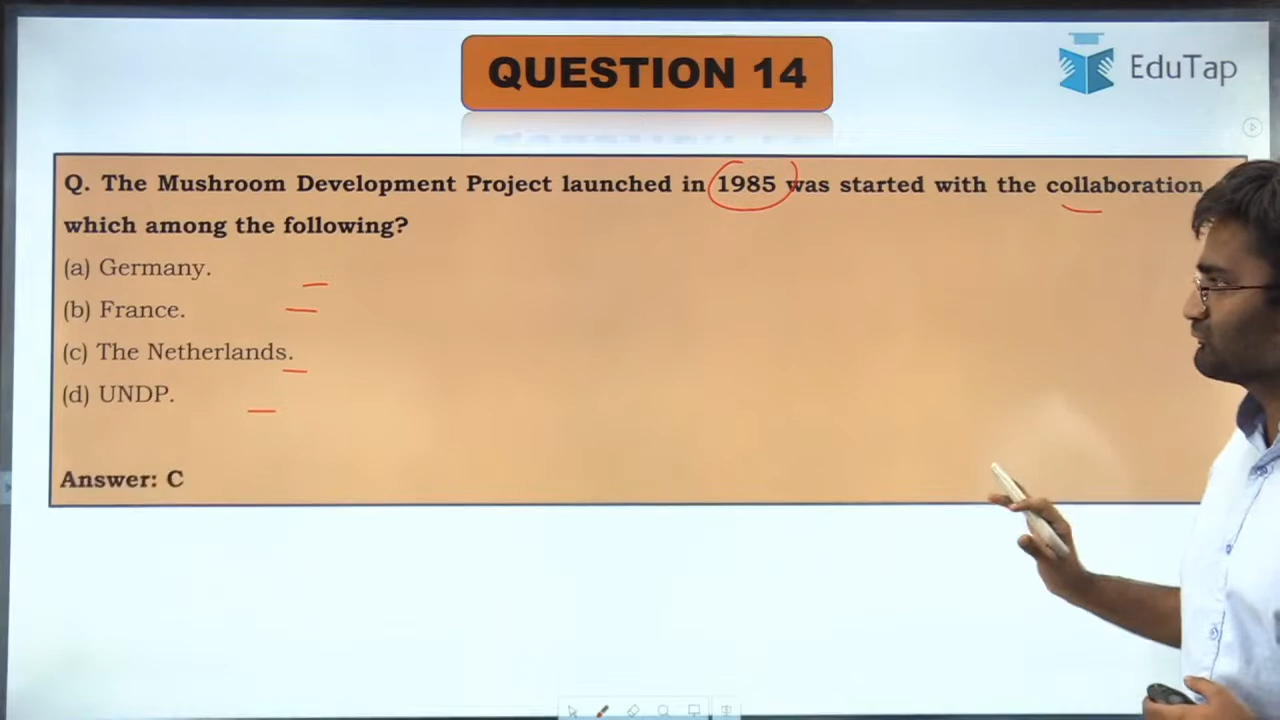 QUESTION 14
EduTap
Q. The Mushroom Development Project launched in 1985 was started with the collaboration
which among the following?
(a) Germany.
(b) France.
(c) The Netherlands.
(d) UNDP.
Answer: C